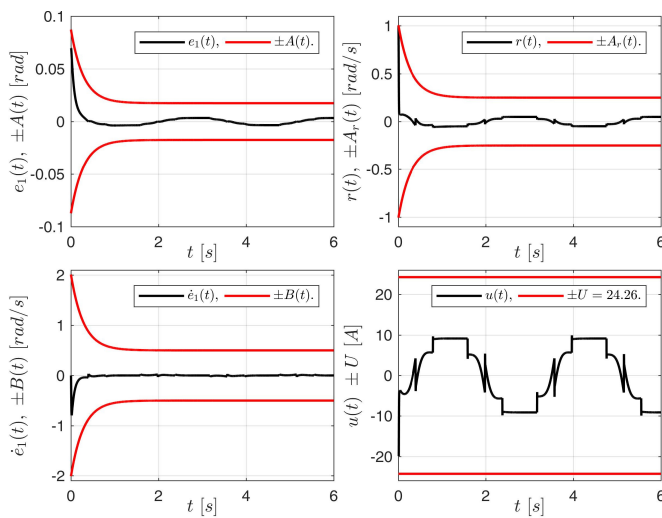 e₁(t), ±A(t) [rad]
0.1
0.05
0
-0.05
-0.1
e₁(t), ±A(t).
0 2 4 6
t [s]
r(t), ±Aᵣ(t) [rad/s]
1
0.5
0
-0.5
-1
r(t), ±Aᵣ(t).
0 2 4 6
t [s]
ė₁(t), ±B(t) [rad/s]
2
1
0
-1
-2
ė₁(t), ±B(t).
0 2 4 6
t [s]
u(t) ±U [A]
20
10
0
-10
-20
u(t), ±U = 24.26.
0 2 4 6
t [s]